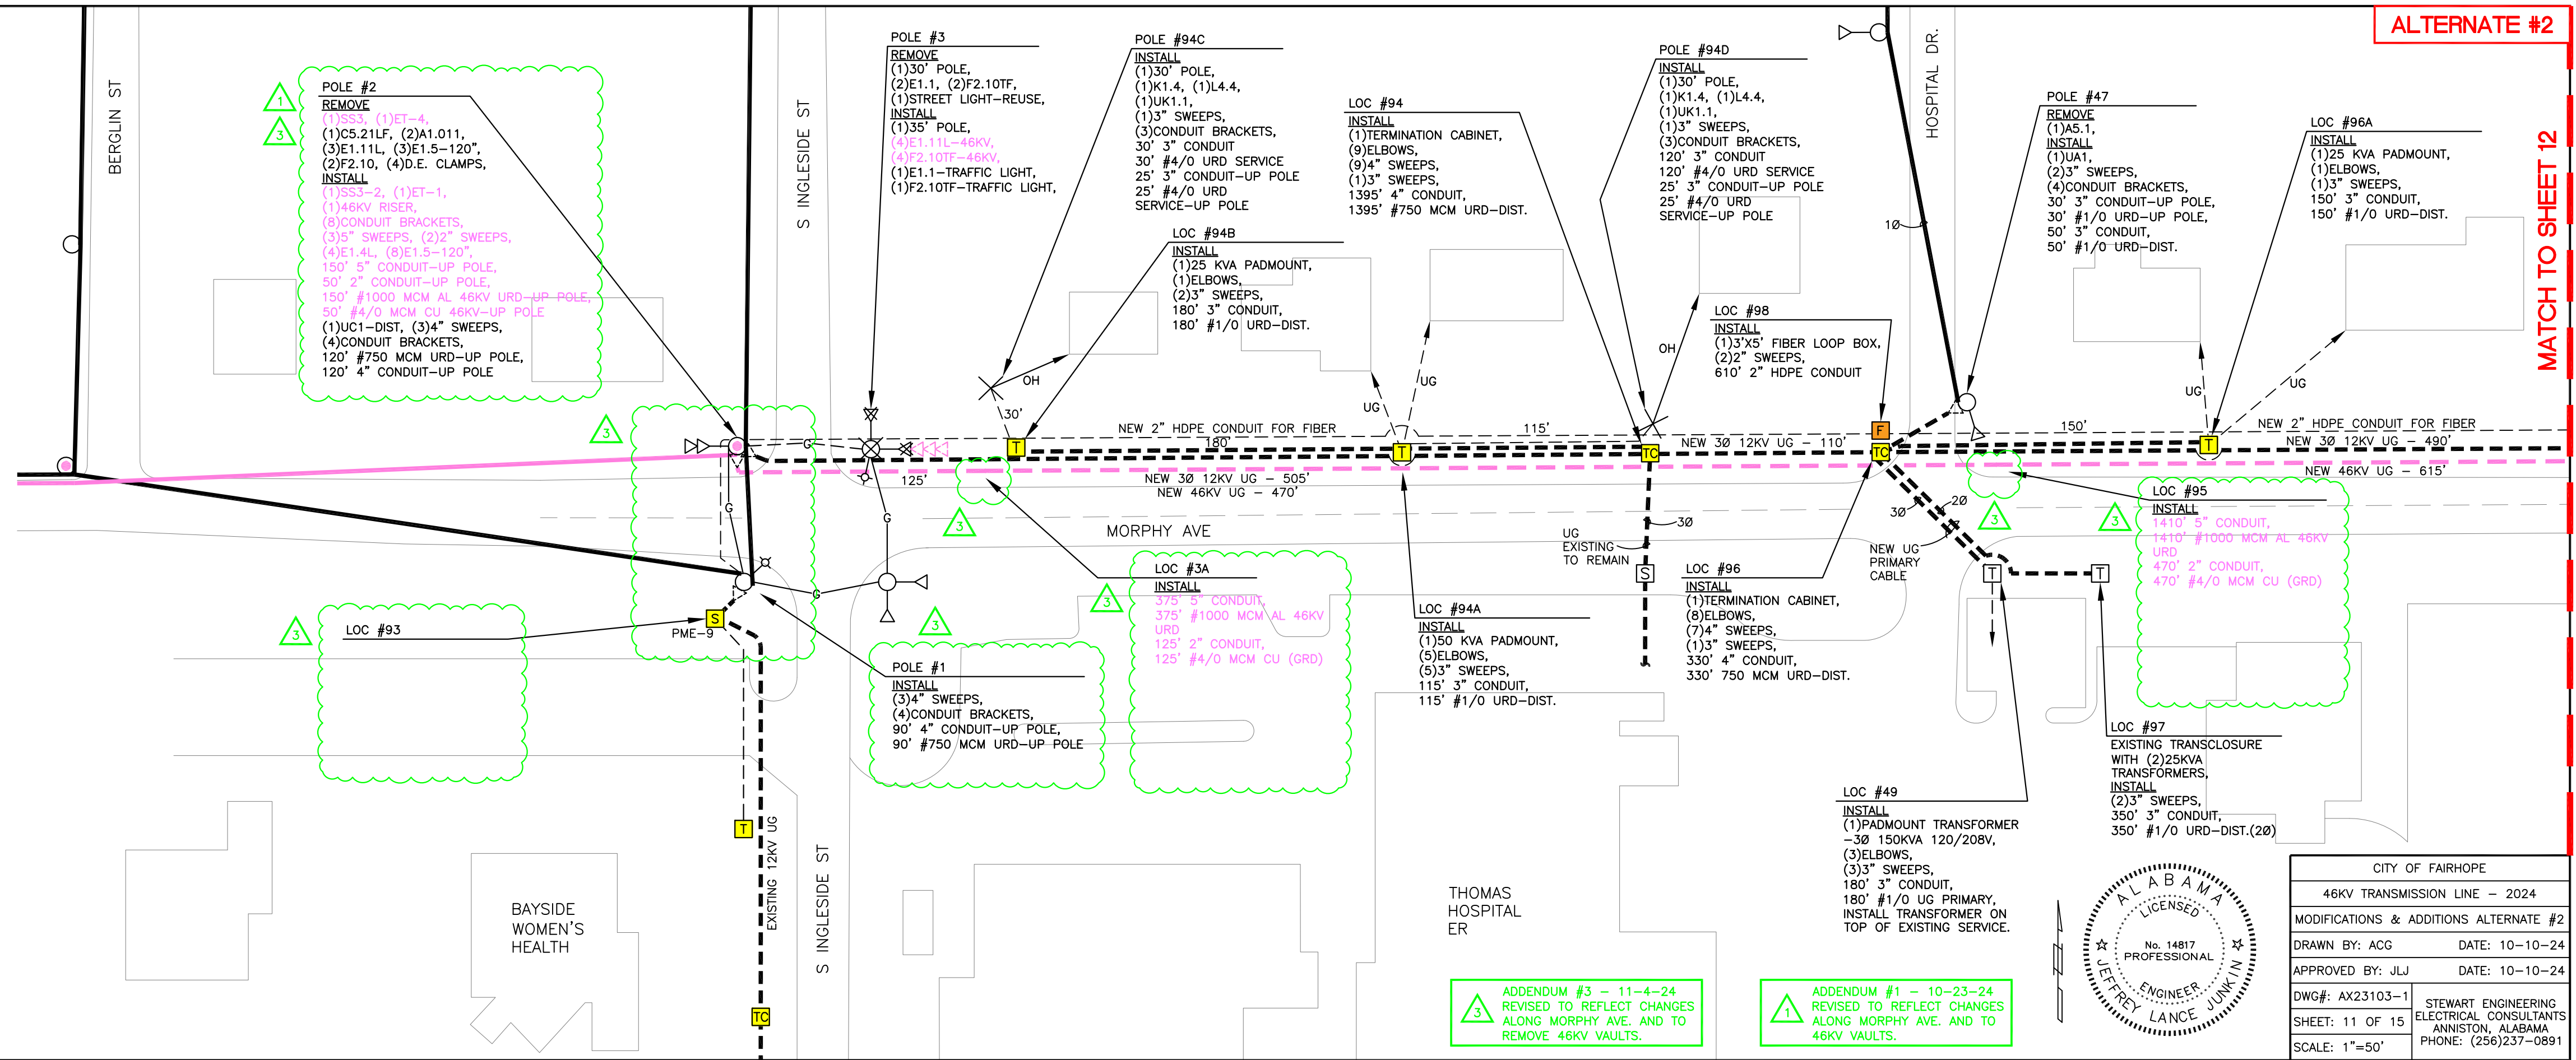 ALTERNATE #2
MATCH TO SHEET 12
BERGLIN ST
S INGLESIDE ST
HOSPITAL DR.
1
3
POLE #2
REMOVE
(1)SS3, (1)ET-4,
(1)C5.21LF, (2)A1.011,
(3)E1.11L, (3)E1.5-120",
(2)F2.10, (4)D.E. CLAMPS,
INSTALL
(1)SS3-2, (1)ET-1,
(1)46KV RISER,
(8)CONDUIT BRACKETS,
(3)5" SWEEPS, (2)2" SWEEPS,
(4)E1.4L, (8)E1.5-120",
150' 5" CONDUIT-UP POLE,
50' 2" CONDUIT-UP POLE,
150' #1000 MCM AL 46KV URD-UP POLE,
50' #4/0 MCM CU 46KV-UP POLE
(1)UC1-DIST, (3)4" SWEEPS,
(4)CONDUIT BRACKETS,
120' #750 MCM URD-UP POLE,
120' 4" CONDUIT-UP POLE
POLE #3
REMOVE
(1)30' POLE,
(2)E1.1, (2)F2.10TF,
(1)STREET LIGHT-REUSE,
INSTALL
(1)35' POLE,
(4)E1.11L-46KV,
(4)F2.10TF-46KV,
(1)E1.1-TRAFFIC LIGHT,
(1)F2.10TF-TRAFFIC LIGHT,
POLE #94C
INSTALL
(1)30' POLE,
(1)K1.4, (1)L4.4,
(1)UK1.1,
(1)3" SWEEPS,
(3)CONDUIT BRACKETS,
30' 3" CONDUIT
30' #4/0 URD SERVICE
25' 3" CONDUIT-UP POLE
25' #4/0 URD
SERVICE-UP POLE
LOC #94B
INSTALL
(1)25 KVA PADMOUNT,
(1)ELBOWS,
(2)3" SWEEPS,
180' 3" CONDUIT,
180' #1/0 URD-DIST.
LOC #94
INSTALL
(1)TERMINATION CABINET,
(9)ELBOWS,
(9)4" SWEEPS,
(1)3" SWEEPS,
1395' 4" CONDUIT,
1395' #750 MCM URD-DIST.
POLE #94D
INSTALL
(1)30' POLE,
(1)K1.4, (1)L4.4,
(1)UK1.1,
(1)3" SWEEPS,
(3)CONDUIT BRACKETS,
120' 3" CONDUIT
120' #4/0 URD SERVICE
25' 3" CONDUIT-UP POLE
25' #4/0 URD
SERVICE-UP POLE
LOC #98
INSTALL
(1)3'X5' FIBER LOOP BOX,
(2)2" SWEEPS,
610' 2" HDPE CONDUIT
1Ø
POLE #47
REMOVE
(1)A5.1,
INSTALL
(1)UA1,
(2)3" SWEEPS,
(4)CONDUIT BRACKETS,
30' 3" CONDUIT-UP POLE,
30' #1/0 URD-UP POLE,
50' 3" CONDUIT,
50' #1/0 URD-DIST.
LOC #96A
INSTALL
(1)25 KVA PADMOUNT,
(1)ELBOWS,
(1)3" SWEEPS,
150' 3" CONDUIT,
150' #1/0 URD-DIST.
OH
30'
UG
UG
OH
UG
UG
3
G
T
NEW 2" HDPE CONDUIT FOR FIBER
180
T
115'
TC
NEW 3Ø 12KV UG - 110'
F
TC
150'
T
NEW 2" HDPE CONDUIT FOR FIBER
NEW 3Ø 12KV UG - 490'
NEW 46KV UG - 615'
125'
NEW 3Ø 12KV UG - 505'
NEW 46KV UG - 470'
G
G
G
3
MORPHY AVE
UG
EXISTING
TO REMAIN
3Ø
S
3Ø
2Ø
NEW UG
PRIMARY
CABLE
3
T
T
3
LOC #95
INSTALL
1410' 5" CONDUIT,
1410' #1000 MCM AL 46KV
URD
470' 2" CONDUIT,
470' #4/0 MCM CU (GRD)
3
LOC #93
S
PME-9
3
POLE #1
INSTALL
(3)4" SWEEPS,
(4)CONDUIT BRACKETS,
90' 4" CONDUIT-UP POLE,
90' #750 MCM URD-UP POLE
3
LOC #3A
INSTALL
375' 5" CONDUIT,
375' #1000 MCM AL 46KV
URD
125' 2" CONDUIT,
125' #4/0 MCM CU (GRD)
LOC #94A
INSTALL
(1)50 KVA PADMOUNT,
(5)ELBOWS,
(5)3" SWEEPS,
115' 3" CONDUIT,
115' #1/0 URD-DIST.
LOC #96
INSTALL
(1)TERMINATION CABINET,
(8)ELBOWS,
(7)4" SWEEPS,
(1)3" SWEEPS,
330' 4" CONDUIT,
330' 750 MCM URD-DIST.
LOC #97
EXISTING TRANSCLOSURE
WITH (2)25KVA
TRANSFORMERS,
INSTALL
(2)3" SWEEPS,
350' 3" CONDUIT,
350' #1/0 URD-DIST.(2Ø)
LOC #49
INSTALL
(1)PADMOUNT TRANSFORMER
-3Ø 150KVA 120/208V,
(3)ELBOWS,
(3)3" SWEEPS,
180' 3" CONDUIT,
180' #1/0 UG PRIMARY,
INSTALL TRANSFORMER ON
TOP OF EXISTING SERVICE.
T
EXISTING 12KV UG
TC
S INGLESIDE ST
BAYSIDE
WOMEN'S
HEALTH
THOMAS
HOSPITAL
ER
3
ADDENDUM #3 - 11-4-24
REVISED TO REFLECT CHANGES
ALONG MORPHY AVE. AND TO
REMOVE 46KV VAULTS.
1
ADDENDUM #1 - 10-23-24
REVISED TO REFLECT CHANGES
ALONG MORPHY AVE. AND TO
46KV VAULTS.
N
ALABAMA
LICENSED
No. 14817
PROFESSIONAL
ENGINEER
JEFFREY LANCE JUNKIN
CITY OF FAIRHOPE
46KV TRANSMISSION LINE - 2024
MODIFICATIONS & ADDITIONS ALTERNATE #2
DRAWN BY: ACG DATE: 10-10-24
APPROVED BY: JLJ DATE: 10-10-24
DWG#: AX23103-1
SHEET: 11 OF 15
SCALE: 1"=50'
STEWART ENGINEERING
ELECTRICAL CONSULTANTS
ANNISTON, ALABAMA
PHONE: (256)237-0891